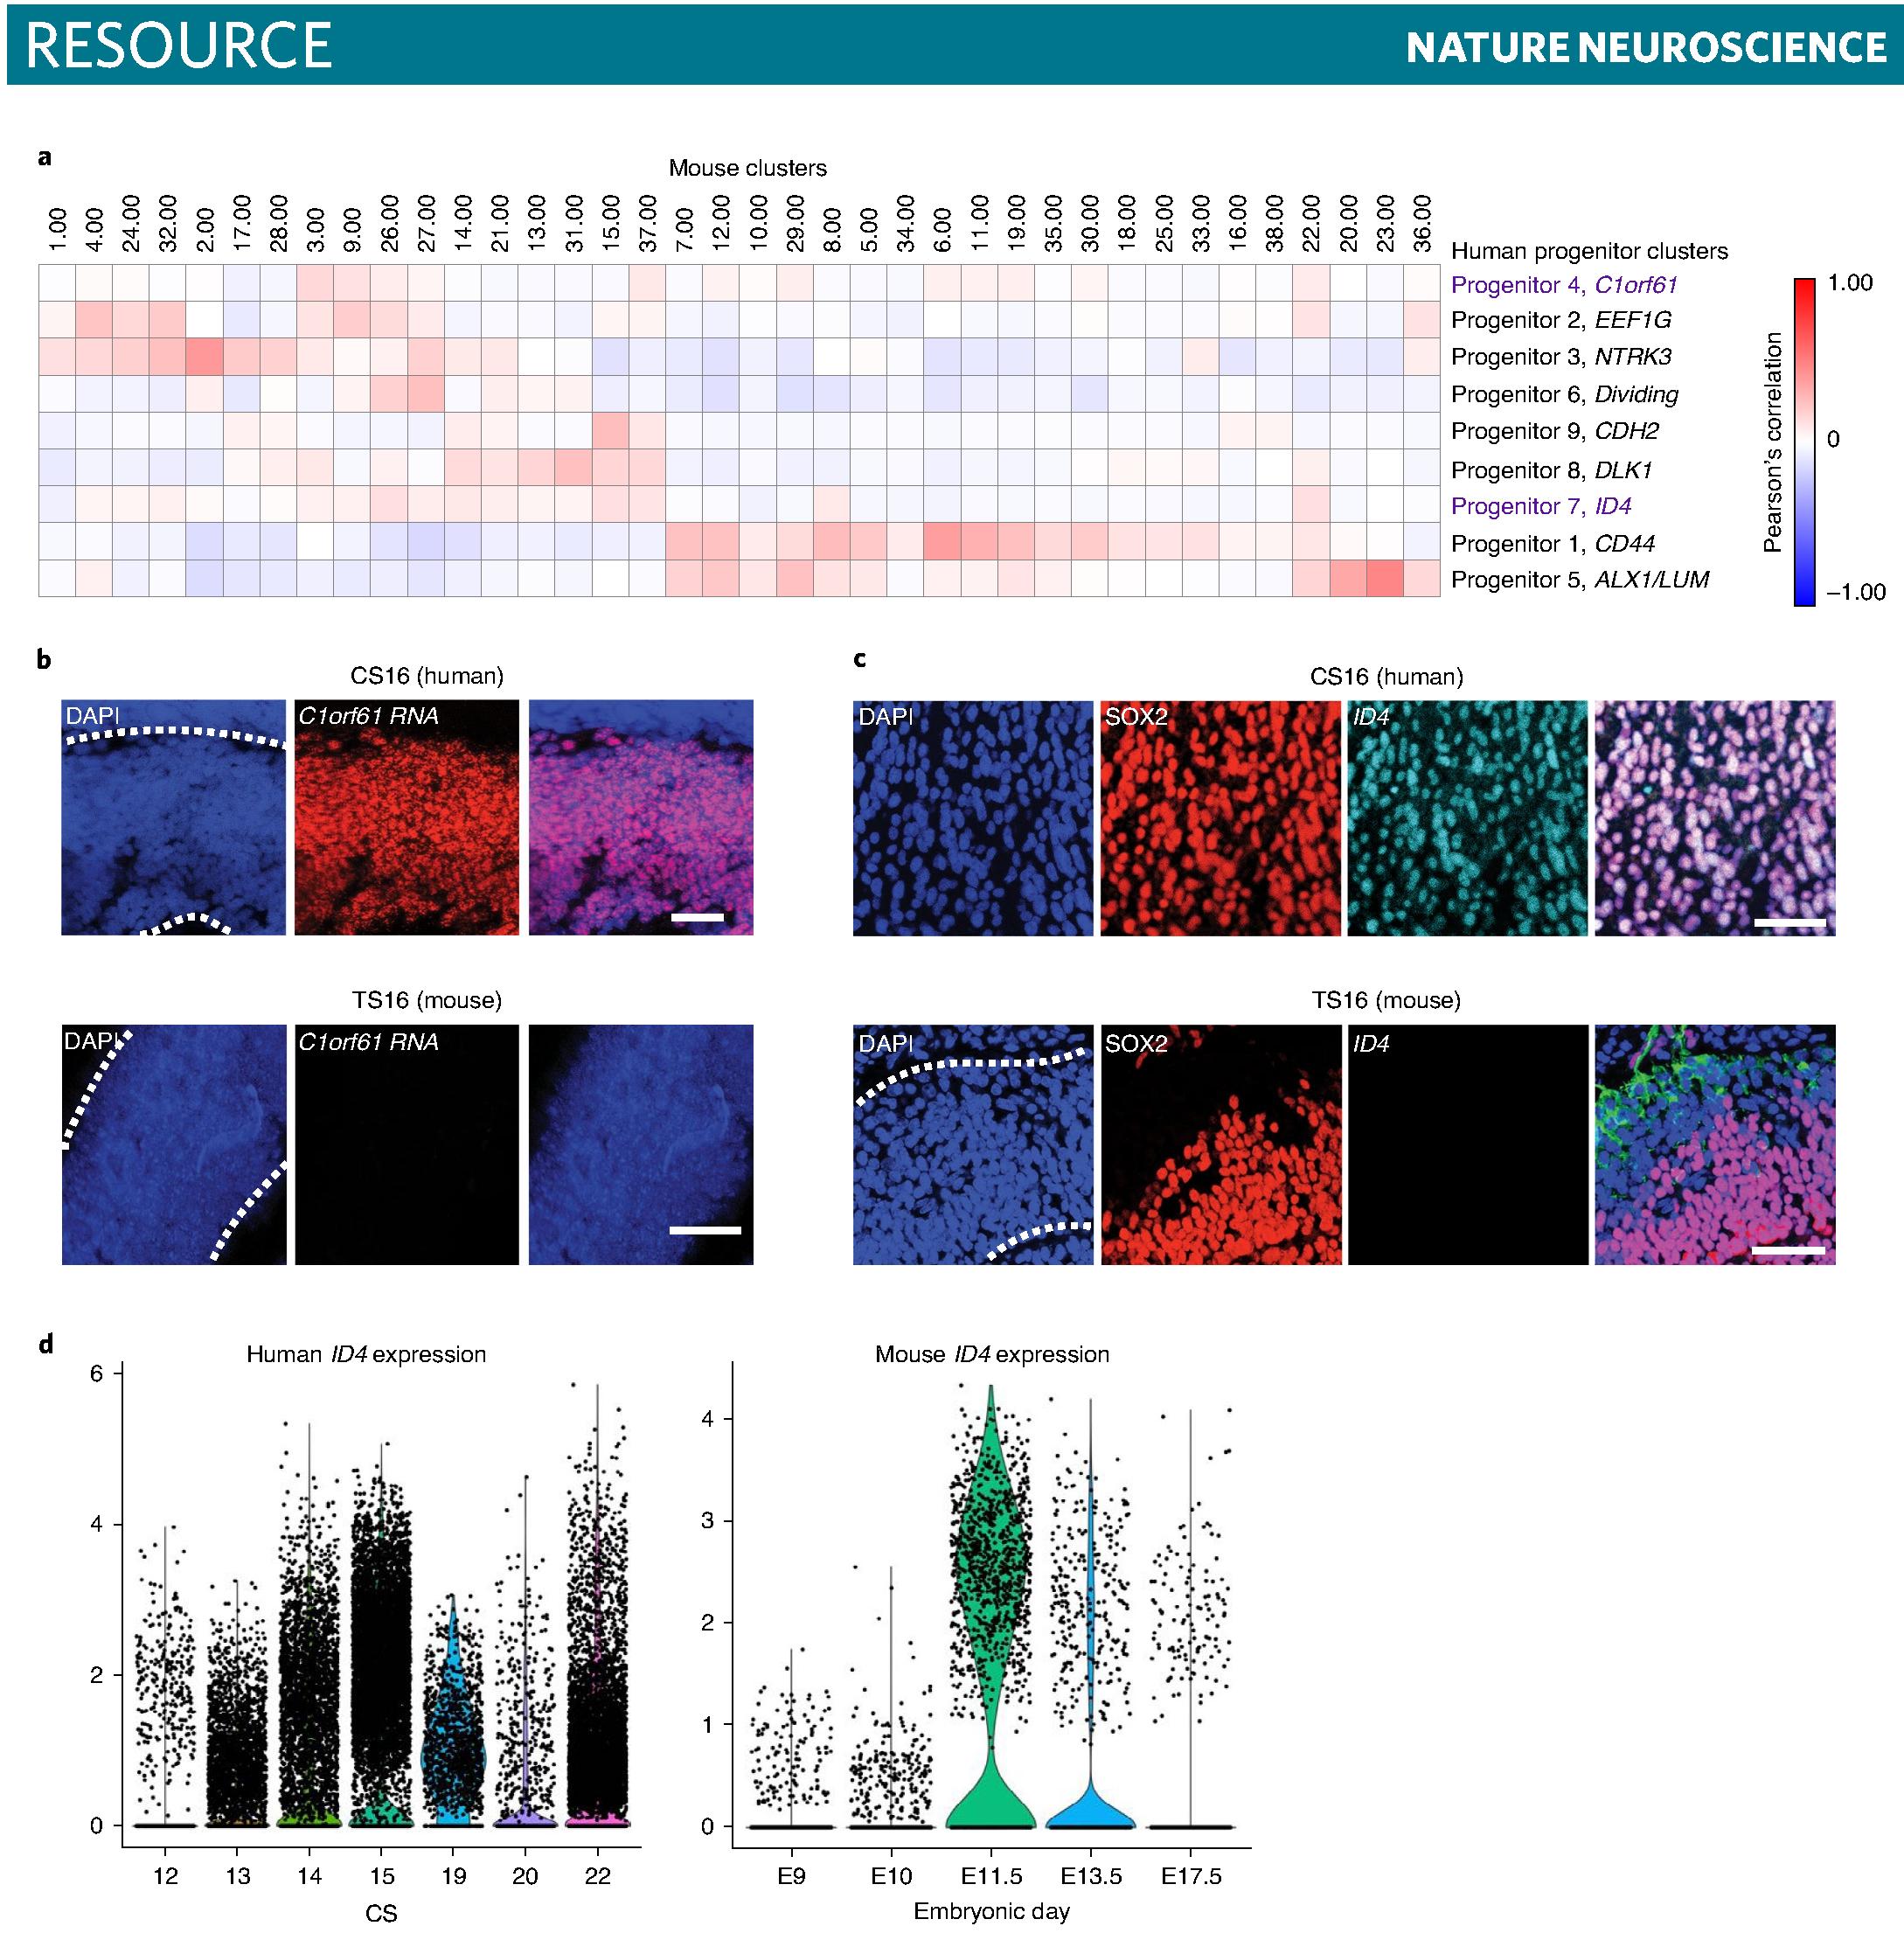 RESOURCE
NATURE NEUROSCIENCE
a
Mouse clusters
1.00 4.00 24.00 32.00 2.00 17.00 28.00 3.00 9.00 26.00 27.00 14.00 21.00 13.00 31.00 15.00 37.00 7.00 12.00 10.00 29.00 8.00 5.00 34.00 6.00 11.00 19.00 35.00 30.00 18.00 25.00 33.00 16.00 38.00 22.00 20.00 23.00 36.00
Human progenitor clusters
Progenitor 4, C1orf61
Progenitor 2, EEF1G
Progenitor 3, NTRK3
Progenitor 6, Dividing
Progenitor 9, CDH2
Progenitor 8, DLK1
Progenitor 7, ID4
Progenitor 1, CD44
Progenitor 5, ALX1/LUM
Pearson's correlation
1.00
0
–1.00
b
CS16 (human)
DAPI
C1orf61 RNA
TS16 (mouse)
DAPI
C1orf61 RNA
c
CS16 (human)
DAPI
SOX2
ID4
TS16 (mouse)
DAPI
SOX2
ID4
d
Human ID4 expression
6
4
2
0
12 13 14 15 19 20 22
CS
Mouse ID4 expression
4
3
2
1
0
E9 E10 E11.5 E13.5 E17.5
Embryonic day